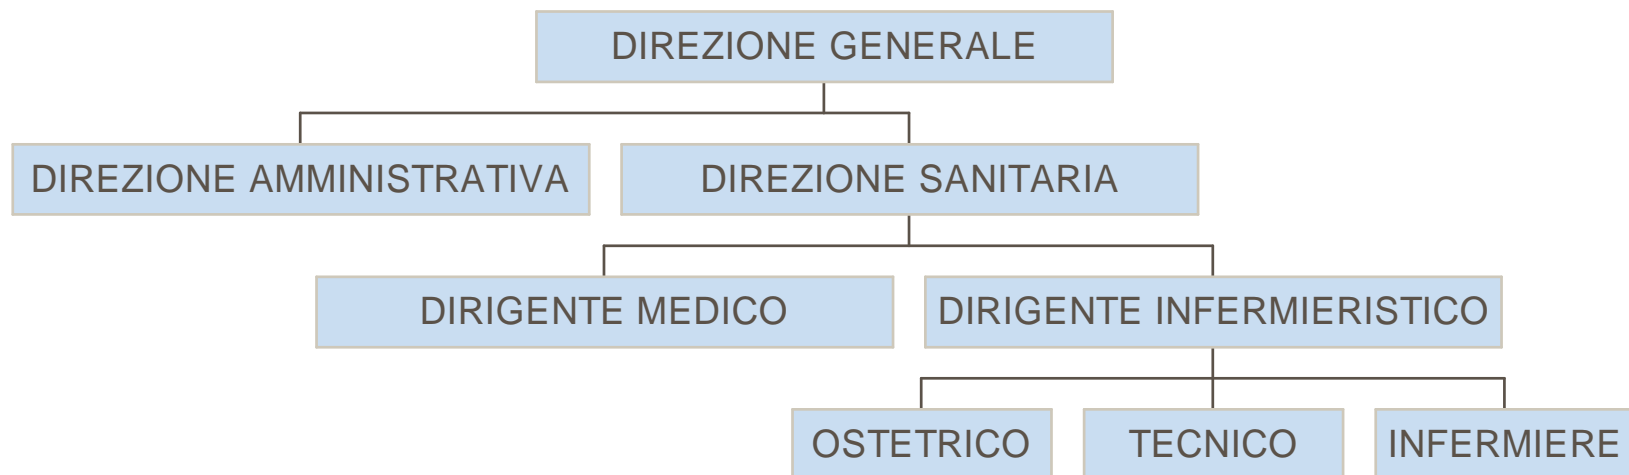 DIREZIONE GENERALE
DIREZIONE AMMINISTRATIVA
DIREZIONE SANITARIA
DIRIGENTE MEDICO
DIRIGENTE INFERMIERISTICO
OSTETRICO
TECNICO
INFERMIERE